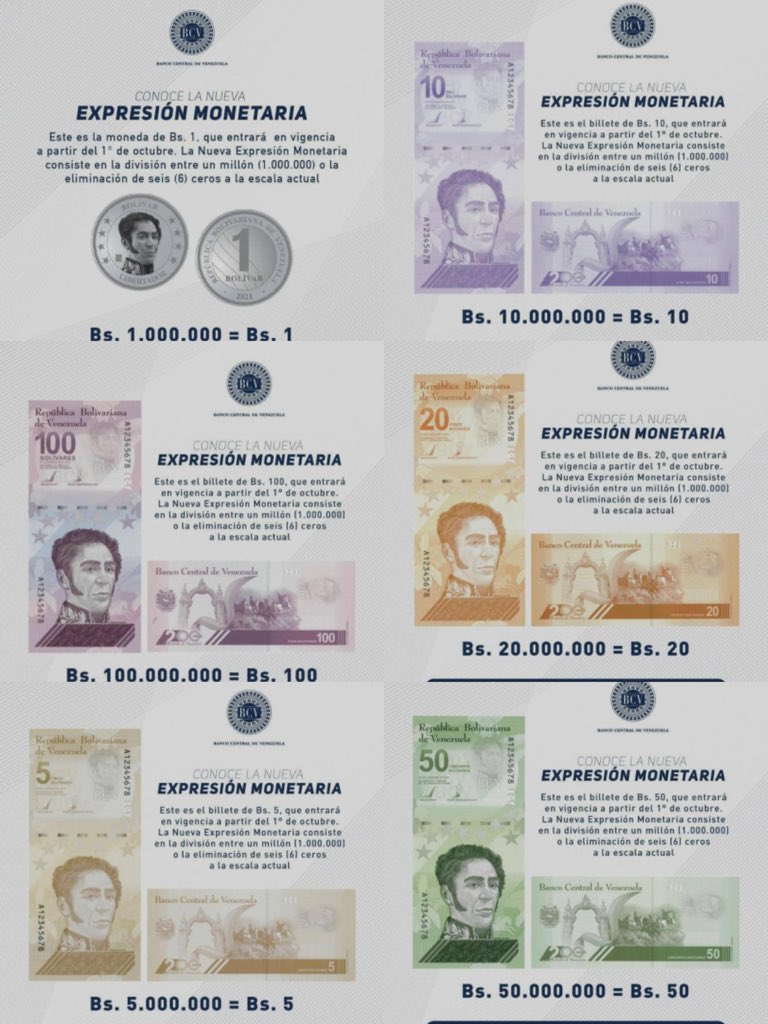 BCV
BANCO CENTRAL DE VENEZUELA
CONOCE LA NUEVA
EXPRESIÓN MONETARIA
Este es la moneda de Bs. 1, que entrará en vigencia
a partir del 1° de octubre. La Nueva Expresión Monetaria
consiste en la división entre un millón (1.000.000) o la
eliminación de seis (6) ceros a la escala actual
BOLÍVAR
LIBERTADOR
REPÚBLICA BOLIVARIANA DE VENEZUELA
1
BOLÍVAR
2021
Bs. 1.000.000 = Bs. 1
BCV
BANCO CENTRAL DE VENEZUELA
República Bolivariana
de Venezuela
10
DIEZ
BOLÍVARES
A12345678
A12345678
CONOCE LA NUEVA
EXPRESIÓN MONETARIA
Este es el billete de Bs. 10, que entrará
en vigencia a partir del 1° de octubre.
La Nueva Expresión Monetaria consiste
en la división entre un millón (1.000.000)
o la eliminación de seis (6) ceros
a la escala actual
Banco Central de Venezuela
200
10
Bs. 10.000.000 = Bs. 10
BCV
BANCO CENTRAL DE VENEZUELA
República Bolivariana
de Venezuela
100
BOLÍVARES
A12345678
A12345678
CONOCE LA NUEVA
EXPRESIÓN MONETARIA
Este es el billete de Bs. 100, que entrará
en vigencia a partir del 1° de octubre.
La Nueva Expresión Monetaria consiste
en la división entre un millón (1.000.000)
o la eliminación de seis (6) ceros
a la escala actual
Banco Central de Venezuela
200
100
Bs. 100.000.000 = Bs. 100
BCV
BANCO CENTRAL DE VENEZUELA
República Bolivariana
de Venezuela
20
VEINTE
BOLÍVARES
A12345678
A12345678
CONOCE LA NUEVA
EXPRESIÓN MONETARIA
Este es el billete de Bs. 20, que entrará
en vigencia a partir del 1° de octubre.
La Nueva Expresión Monetaria consiste
en la división entre un millón (1.000.000)
o la eliminación de seis (6) ceros
a la escala actual
Banco Central de Venezuela
200
20
Bs. 20.000.000 = Bs. 20
BCV
BANCO CENTRAL DE VENEZUELA
República Bolivariana
de Venezuela
5
CINCO
BOLÍVARES
A12345678
A12345678
CONOCE LA NUEVA
EXPRESIÓN MONETARIA
Este es el billete de Bs. 5, que entrará
en vigencia a partir del 1° de octubre.
La Nueva Expresión Monetaria consiste
en la división entre un millón (1.000.000)
o la eliminación de seis (6) ceros
a la escala actual
Banco Central de Venezuela
200
5
Bs. 5.000.000 = Bs. 5
BCV
BANCO CENTRAL DE VENEZUELA
República Bolivariana
de Venezuela
50
CINCUENTA
BOLÍVARES
A12345678
A12345678
CONOCE LA NUEVA
EXPRESIÓN MONETARIA
Este es el billete de Bs. 50, que entrará
en vigencia a partir del 1° de octubre.
La Nueva Expresión Monetaria consiste
en la división entre un millón (1.000.000)
o la eliminación de seis (6) ceros
a la escala actual
Banco Central de Venezuela
200
50
Bs. 50.000.000 = Bs. 50